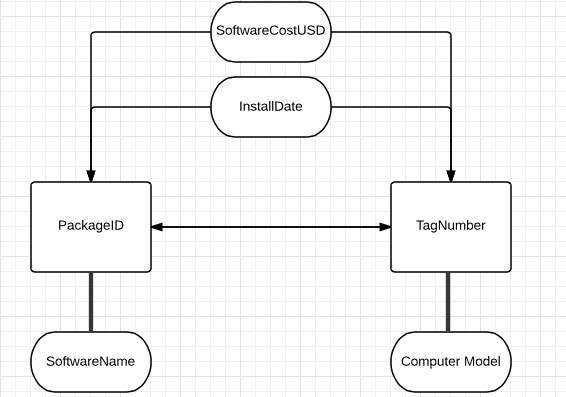 SoftwareCostUSD
InstallDate
PackageID
TagNumber
SoftwareName
Computer Model